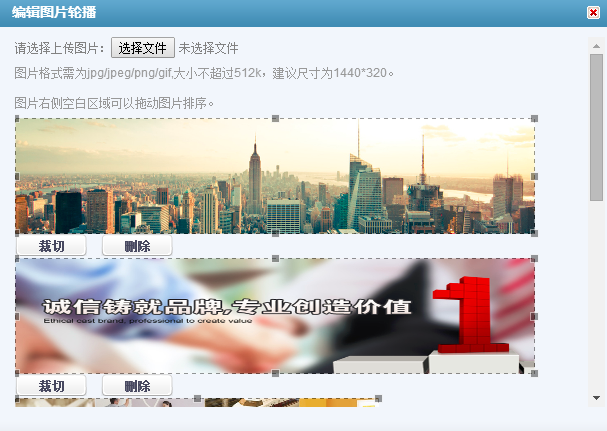 编辑图片轮播
请选择上传图片： 选择文件 未选择文件
图片格式需为jpg/jpeg/png/gif,大小不超过512k，建议尺寸为1440*320。
图片右侧空白区域可以拖动图片排序。
裁切 删除
诚信铸就品牌,专业创造价值
Ethical cast brand, professional to create value
1
裁切 删除